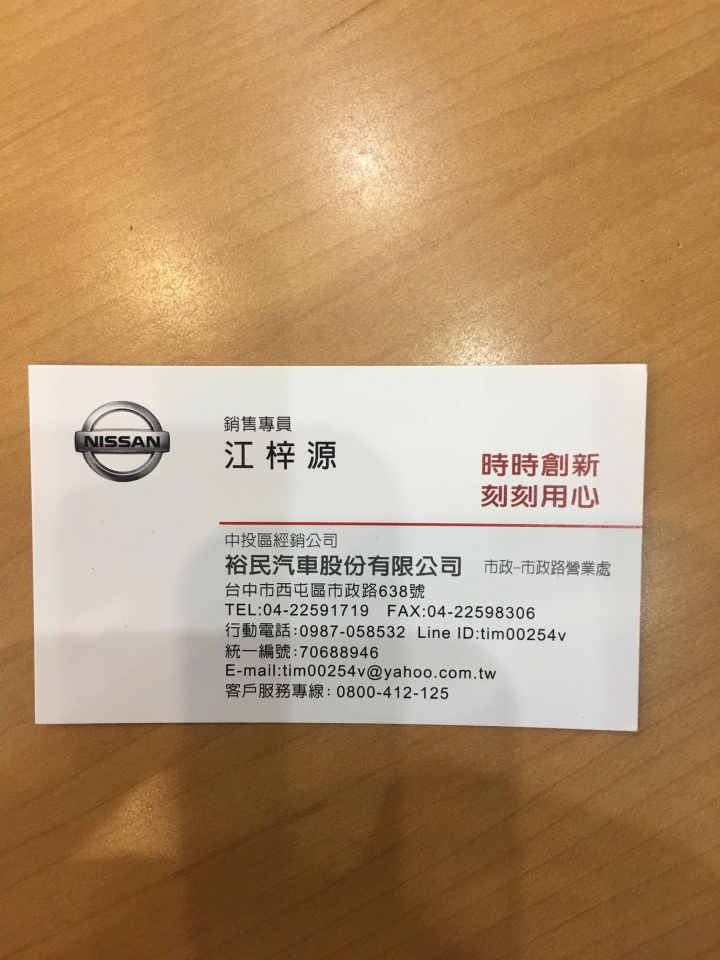 NISSAN
銷售專員
江梓源
時時創新
刻刻用心
中投區經銷公司
裕民汽車股份有限公司 市政-市政路營業處
台中市西屯區市政路638號
TEL:04-22591719 FAX:04-22598306
行動電話:0987-058532 Line ID:tim00254v
統一編號:70688946
E-mail:tim00254v@yahoo.com.tw
客戶服務專線: 0800-412-125